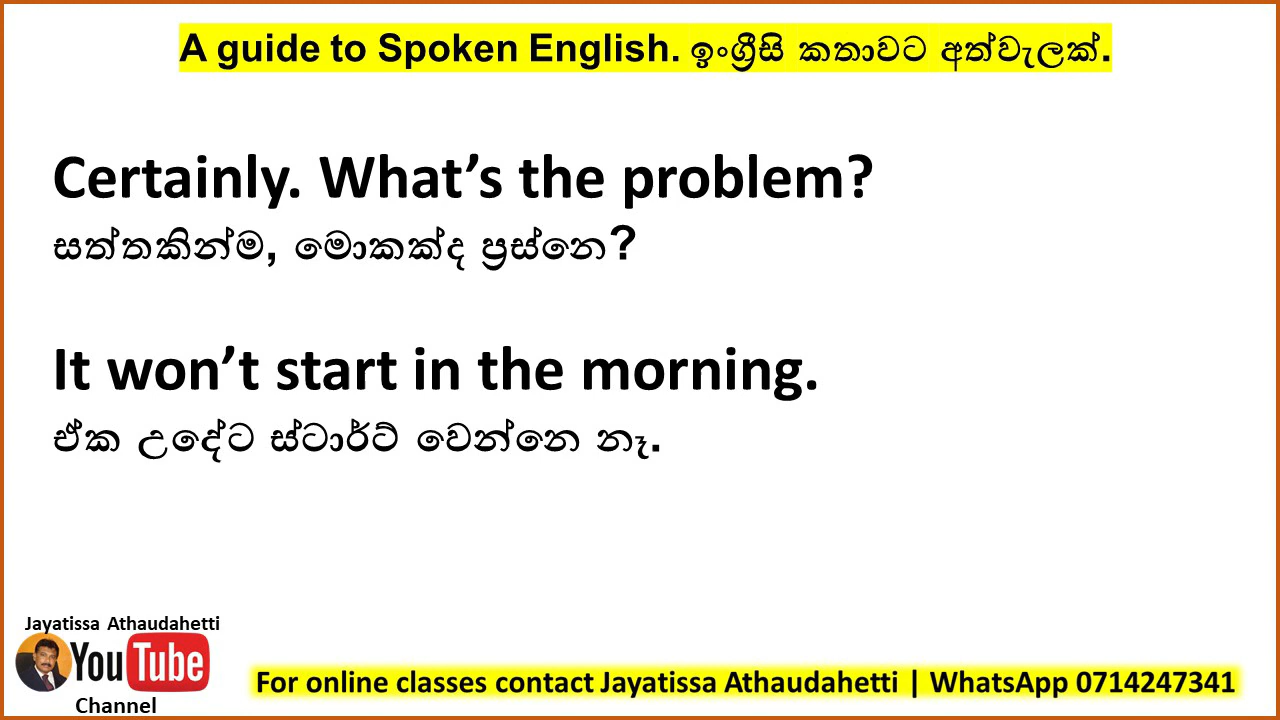 A guide to Spoken English. ඉංග්‍රීසි කතාවට අත්වැලක්.
Certainly. What’s the problem?
සත්තකින්ම, මොකක්ද ප්‍රස්නෙ?
It won’t start in the morning.
ඒක උදේට ස්ටාර්ට් වෙන්නෙ නෑ.
Jayatissa Athaudahetti
YouTube
Channel
For online classes contact Jayatissa Athaudahetti | WhatsApp 0714247341